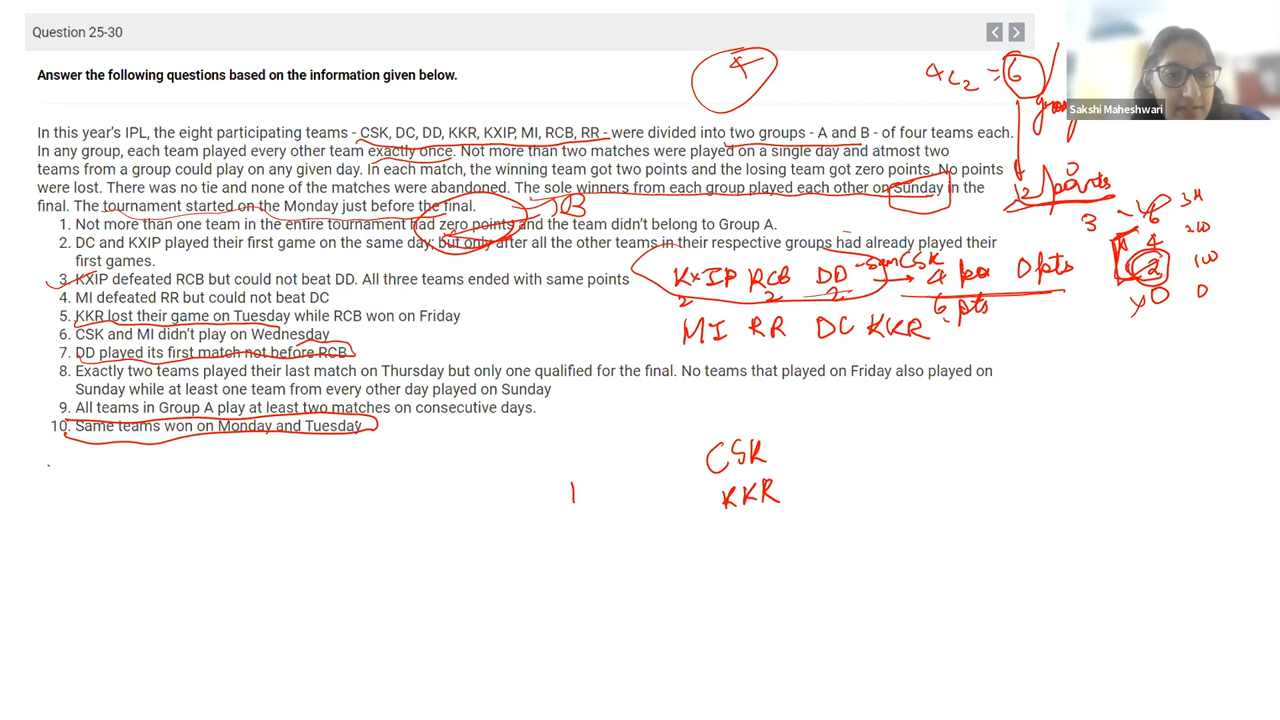 Question 25-30
Answer the following questions based on the information given below.
In this year's IPL, the eight participating teams - CSK, DC, DD, KKR, KXIP, MI, RCB, RR - were divided into two groups - A and B - of four teams each.
In any group, each team played every other team exactly once. Not more than two matches were played on a single day and atmost two
teams from a group could play on any given day. In each match, the winning team got two points and the losing team got zero points. No points
were lost. There was no tie and none of the matches were abandoned. The sole winners from each group played each other on Sunday in the
final. The tournament started on the Monday just before the final.
1. Not more than one team in the entire tournament had zero points and the team didn't belong to Group A.
2. DC and KXIP played their first game on the same day; but only after all the other teams in their respective groups had already played their
first games.
3. KXIP defeated RCB but could not beat DD. All three teams ended with same points
4. MI defeated RR but could not beat DC
5. KKR lost their game on Tuesday while RCB won on Friday
6. CSK and MI didn't play on Wednesday
7. DD played its first match not before RCB
8. Exactly two teams played their last match on Thursday but only one qualified for the final. No teams that played on Friday also played on
Sunday while at least one team from every other day played on Sunday
9. All teams in Group A play at least two matches on consecutive days.
10. Same teams won on Monday and Tuesday
Sakshi Maheshwari
4
4C2 = 6
12 points
B
3
6
4
2
0
0
KXIP RCB DD CSK
2 2 2
4 0 pts
6 pts
MI RR DC KKR
CSK
KKR
1